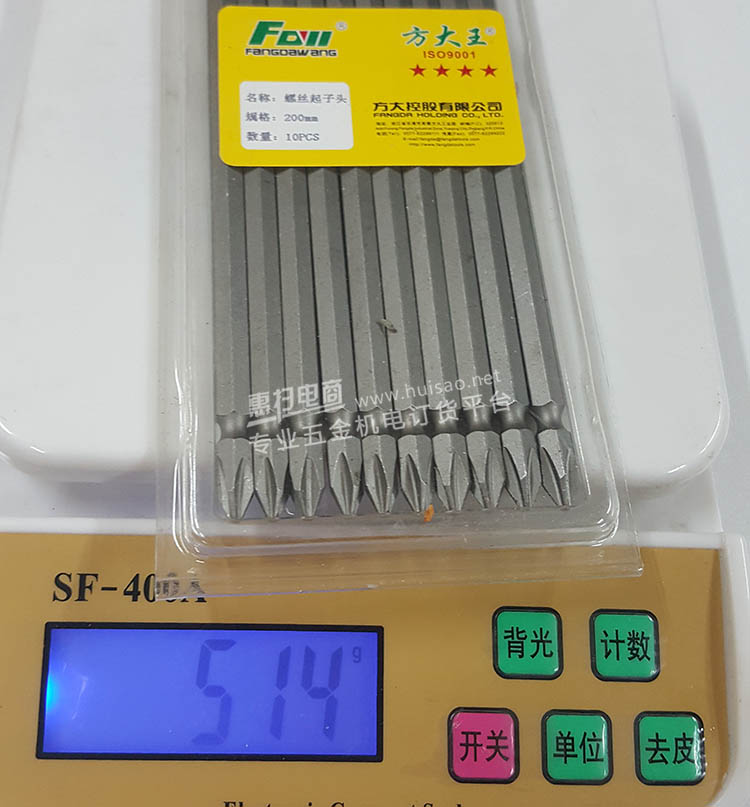 FDW ®
FANGDAWANG
方大王 ®
ISO9001
名称：螺丝起子头
规格：200mm
数量：10PCS
方大控股有限公司
FANGDA HOLDING CO., LTD.
惠扫电商 www.huisao.net
专业五金机电订货平台
SF-400A
514 g
背光
计数
开关
单位
去皮